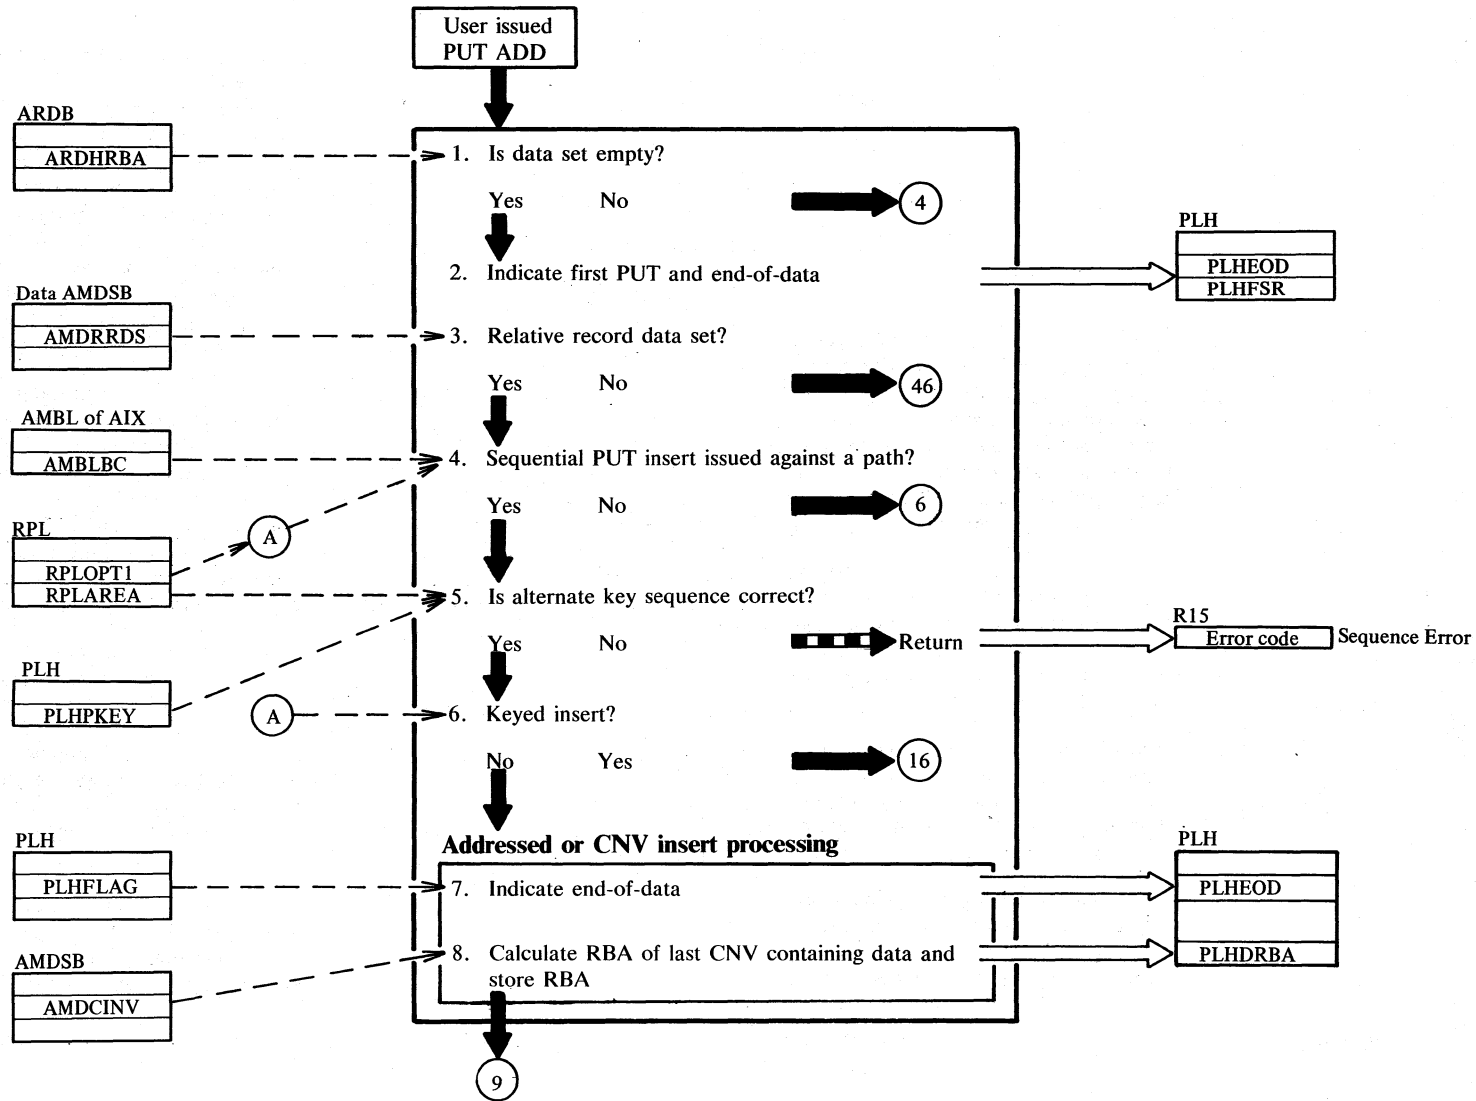 User issued
PUT ADD
ARDB
ARDHRBA
1. Is data set empty?
Yes No 4
PLH
PLHEOD
PLHFSR
2. Indicate first PUT and end-of-data
Data AMDSB
AMDRRDS
3. Relative record data set?
Yes No 46
AMBL of AIX
AMBLBC
4. Sequential PUT insert issued against a path?
Yes No 6
A
RPL
RPLOPT1
RPLAREA
5. Is alternate key sequence correct?
Yes No Return
R15
Error code Sequence Error
PLH
PLHPKEY
A
6. Keyed insert?
No Yes 16
Addressed or CNV insert processing
PLH
PLHFLAG
7. Indicate end-of-data
PLH
PLHEOD
PLHDRBA
8. Calculate RBA of last CNV containing data and
store RBA
AMDSB
AMDCINV
9